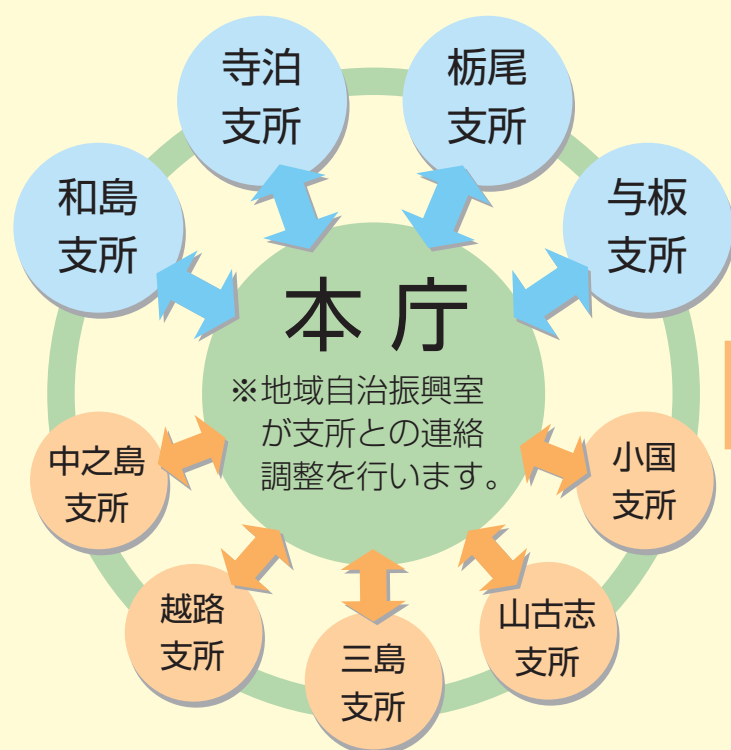 寺泊
支所
栃尾
支所
和島
支所
与板
支所
本庁
※地域自治振興室
が支所との連絡
調整を行います。
中之島
支所
小国
支所
越路
支所
山古志
支所
三島
支所